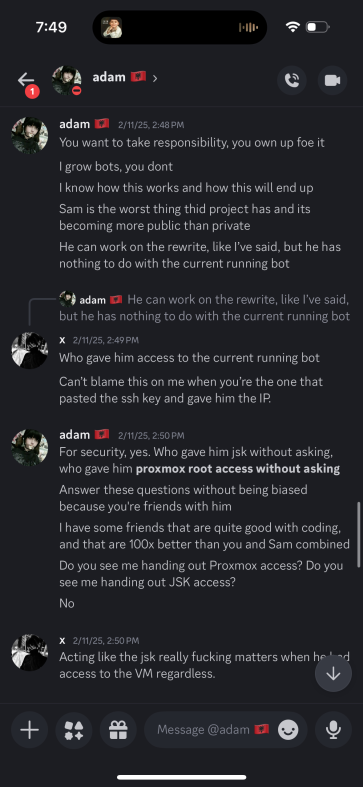 7:49
adam
1
adam 2/11/25, 2:48 PM
You want to take responsibility, you own up foe it
I grow bots, you dont
I know how this works and how this will end up
Sam is the worst thing thid project has and its
becoming more public than private
He can work on the rewrite, like I've said, but he has
nothing to do with the current running bot
adam He can work on the rewrite, like I've said,
but he has nothing to do with the current running bot
x 2/11/25, 2:49 PM
Who gave him access to the current running bot
Can't blame this on me when you're the one that
pasted the ssh key and gave him the IP.
adam 2/11/25, 2:50 PM
For security, yes. Who gave him jsk without asking,
who gave him proxmox root access without asking
Answer these questions without being biased
because you're friends with him
I have some friends that are quite good with coding,
and that are 100x better than you and Sam combined
Do you see me handing out Proxmox access? Do you
see me handing out JSK access?
No
x 2/11/25, 2:50 PM
Acting like the jsk really fucking matters when he had
access to the VM regardless.
Message @adam